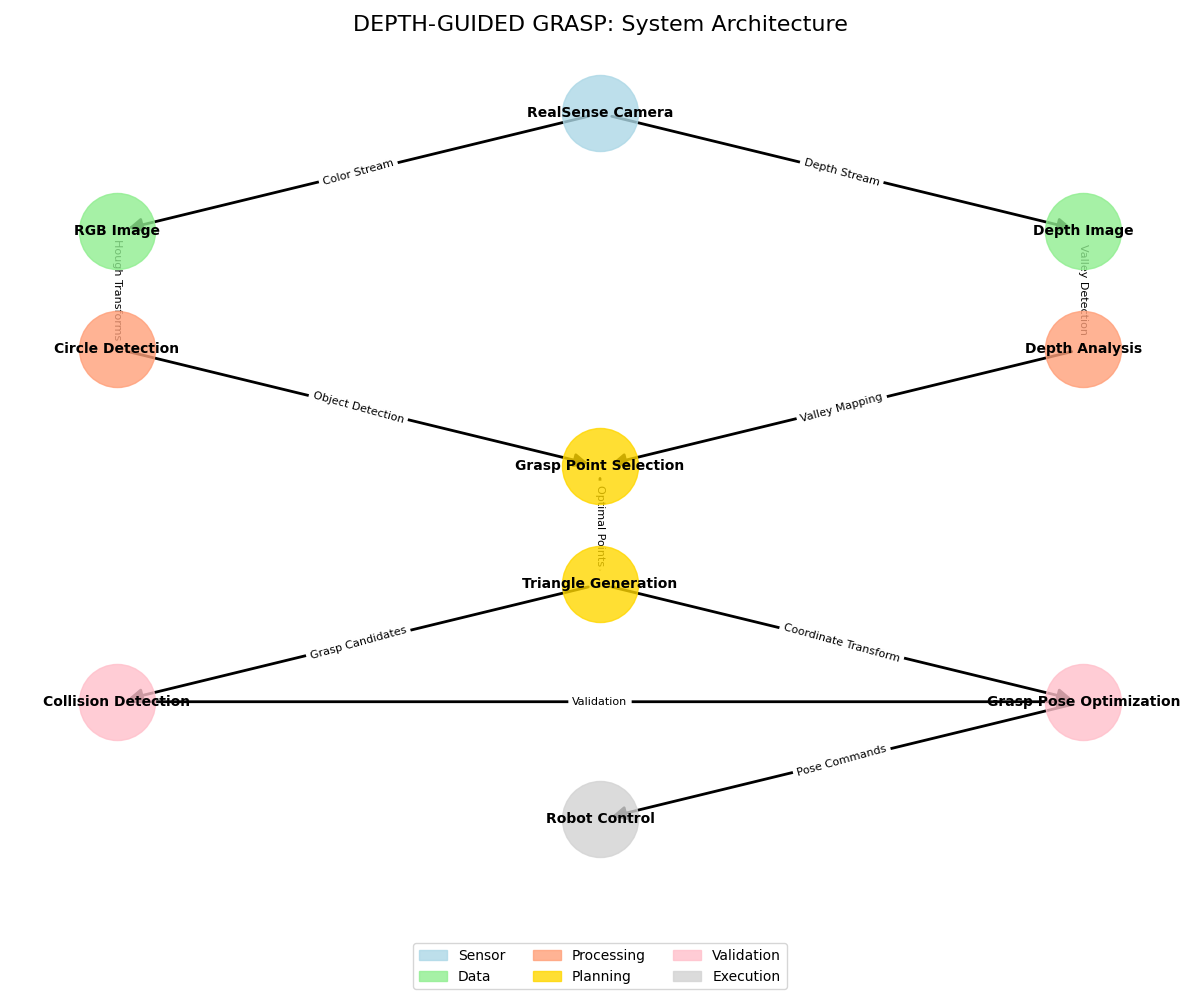 DEPTH-GUIDED GRASP: System Architecture
RealSense Camera
Color Stream
Depth Stream
RGB Image
Depth Image
Hough Transforms
Valley Detection
Circle Detection
Depth Analysis
Object Detection
Valley Mapping
Grasp Point Selection
Optimal Points
Triangle Generation
Grasp Candidates
Coordinate Transform
Collision Detection
Validation
Grasp Pose Optimization
Pose Commands
Robot Control
Sensor
Processing
Validation
Data
Planning
Execution